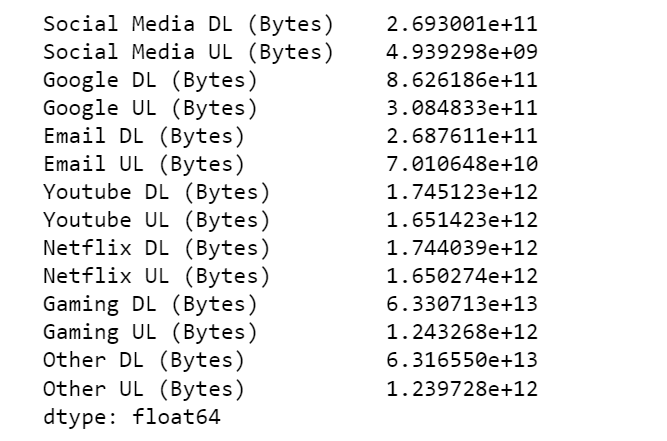 Social Media DL (Bytes)    2.693001e+11
Social Media UL (Bytes)    4.939298e+09
Google DL (Bytes)          8.626186e+11
Google UL (Bytes)          3.084833e+11
Email DL (Bytes)           2.687611e+11
Email UL (Bytes)           7.010648e+10
Youtube DL (Bytes)         1.745123e+12
Youtube UL (Bytes)         1.651423e+12
Netflix DL (Bytes)         1.744039e+12
Netflix UL (Bytes)         1.650274e+12
Gaming DL (Bytes)          6.330713e+13
Gaming UL (Bytes)          1.243268e+12
Other DL (Bytes)           6.316550e+13
Other UL (Bytes)           1.239728e+12
dtype: float64